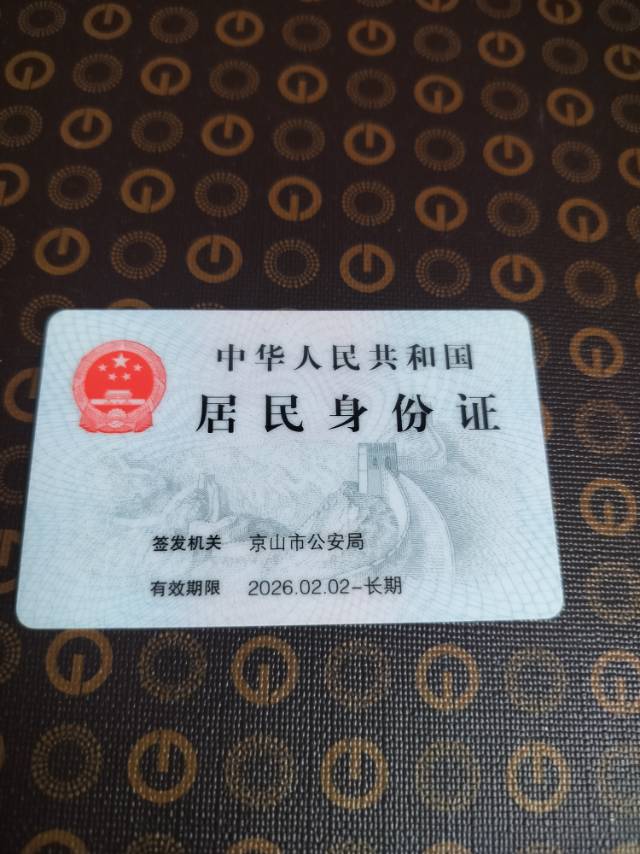 中华人民共和国
居民身份证
签发机关 京山市公安局
有效期限 2026.02.02-长期